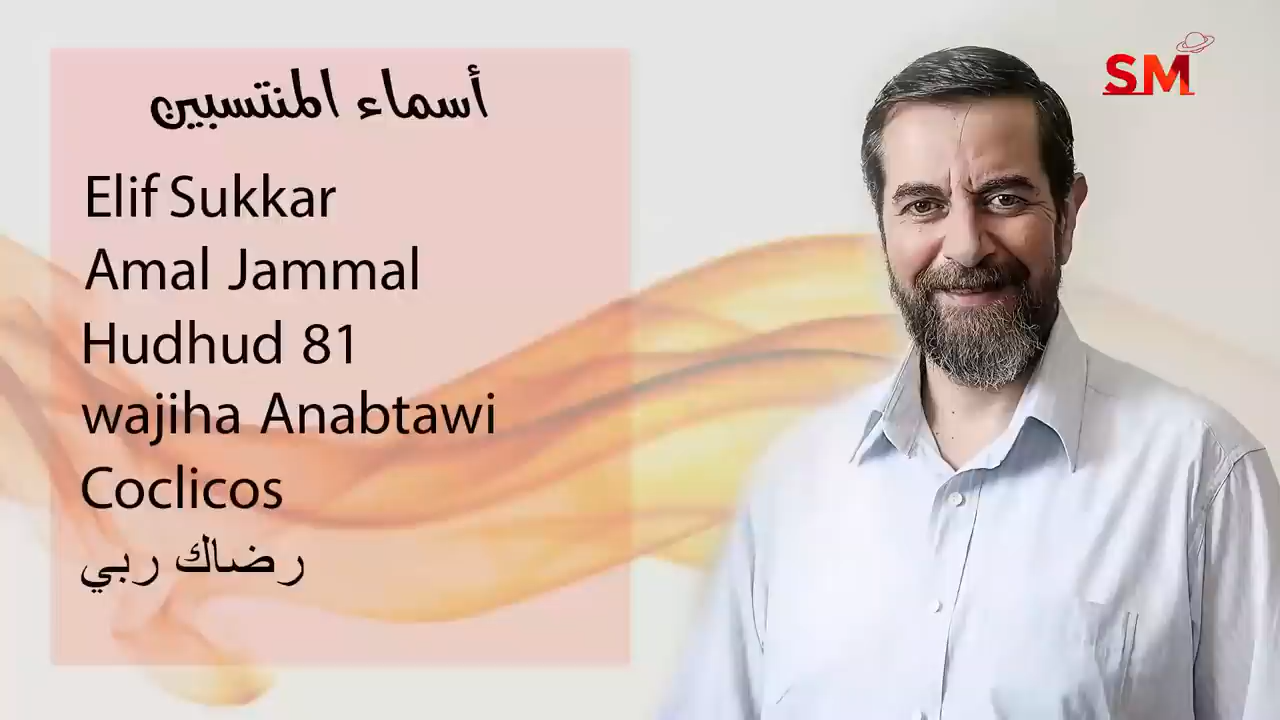 أسماء المنتسبين
Elif Sukkar
Amal Jammal
Hudhud 81
wajiha Anabtawi
Coclicos
رضاك ربي
SM